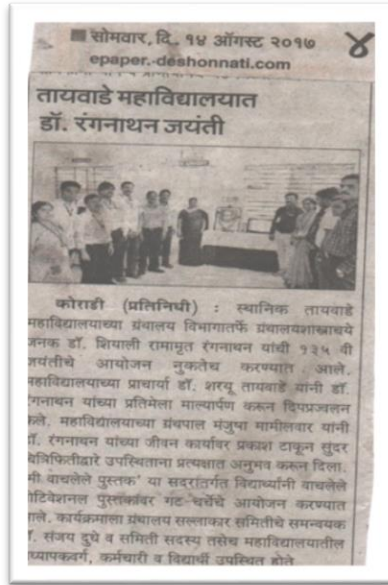 सोमवार, दि. १४ ऑगस्ट २०१७
४
epaper.-deshonnati.com
तायवाडे महाविद्यालयात
डॉ. रंगनाथन जयंती
कोराडी (प्रतिनिधी) : स्थानिक तायवाडे
महाविद्यालयाच्या ग्रंथालय विभागातर्फे ग्रंथालयशास्त्राचे
जनक डॉ. शियाली रामामृत रंगनाथन यांची १२५ वी
जयंतीचे आयोजन नुकतेच करण्यात आले.
महाविद्यालयाच्या प्राचार्या डॉ. शरयू तायवाडे यांनी डॉ.
रंगनाथन यांच्या प्रतिमेला माल्यार्पण करून दिपप्रज्वलन
केले. महाविद्यालयाच्या ग्रंथपाल मंजुषा मामीलवार यांनी
डॉ. रंगनाथन यांच्या जीवन कार्यावर प्रकाश टाकून सुंदर
चित्रफितीद्वारे उपस्थिताना प्रत्यक्षात अनुभव करून दिला.
मी वाचलेले पुस्तक' या सदरांतर्गत विद्यार्थ्यांनी वाचलेले
मोटिवेशनल पुस्तकांवर गट चर्चेचे आयोजन करण्यात
आले. कार्यक्रमाला ग्रंथालय सल्लाकार समितीचे समन्वयक
डॉ. संजय दुधे व समिती सदस्य तसेच महाविद्यालयातील
ध्यापकवर्ग, कर्मचारी व विद्यार्थी उपस्थित होते